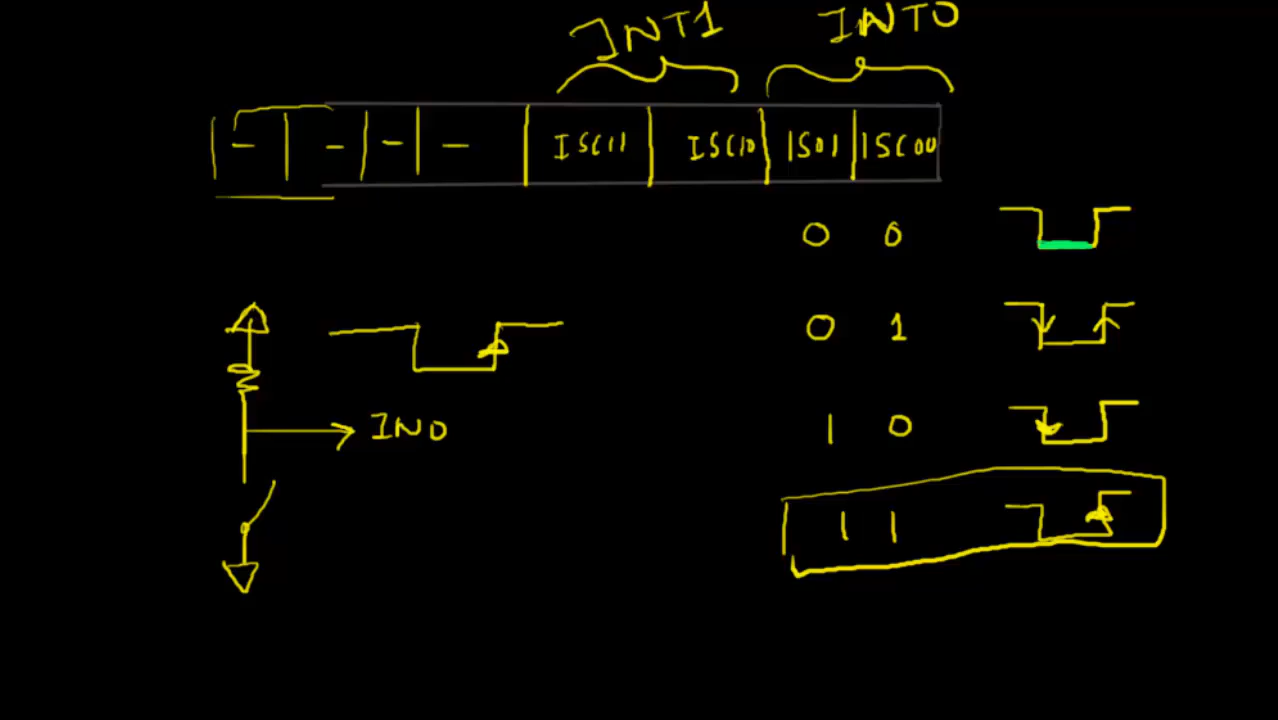 INT1 INT0
- - - - ISC11 ISC10 IS01 ISC00
0 0
0 1
IN0
1 0
1 1